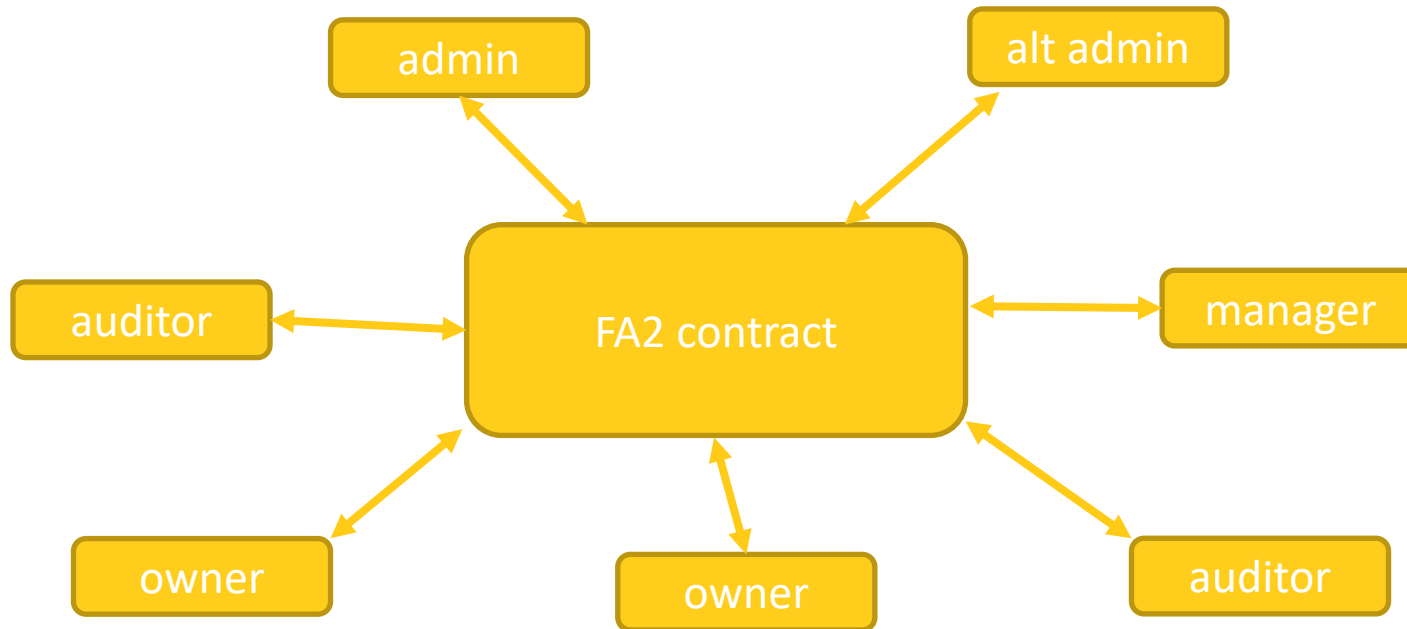 admin
alt admin
auditor
FA2 contract
manager
owner
owner
auditor